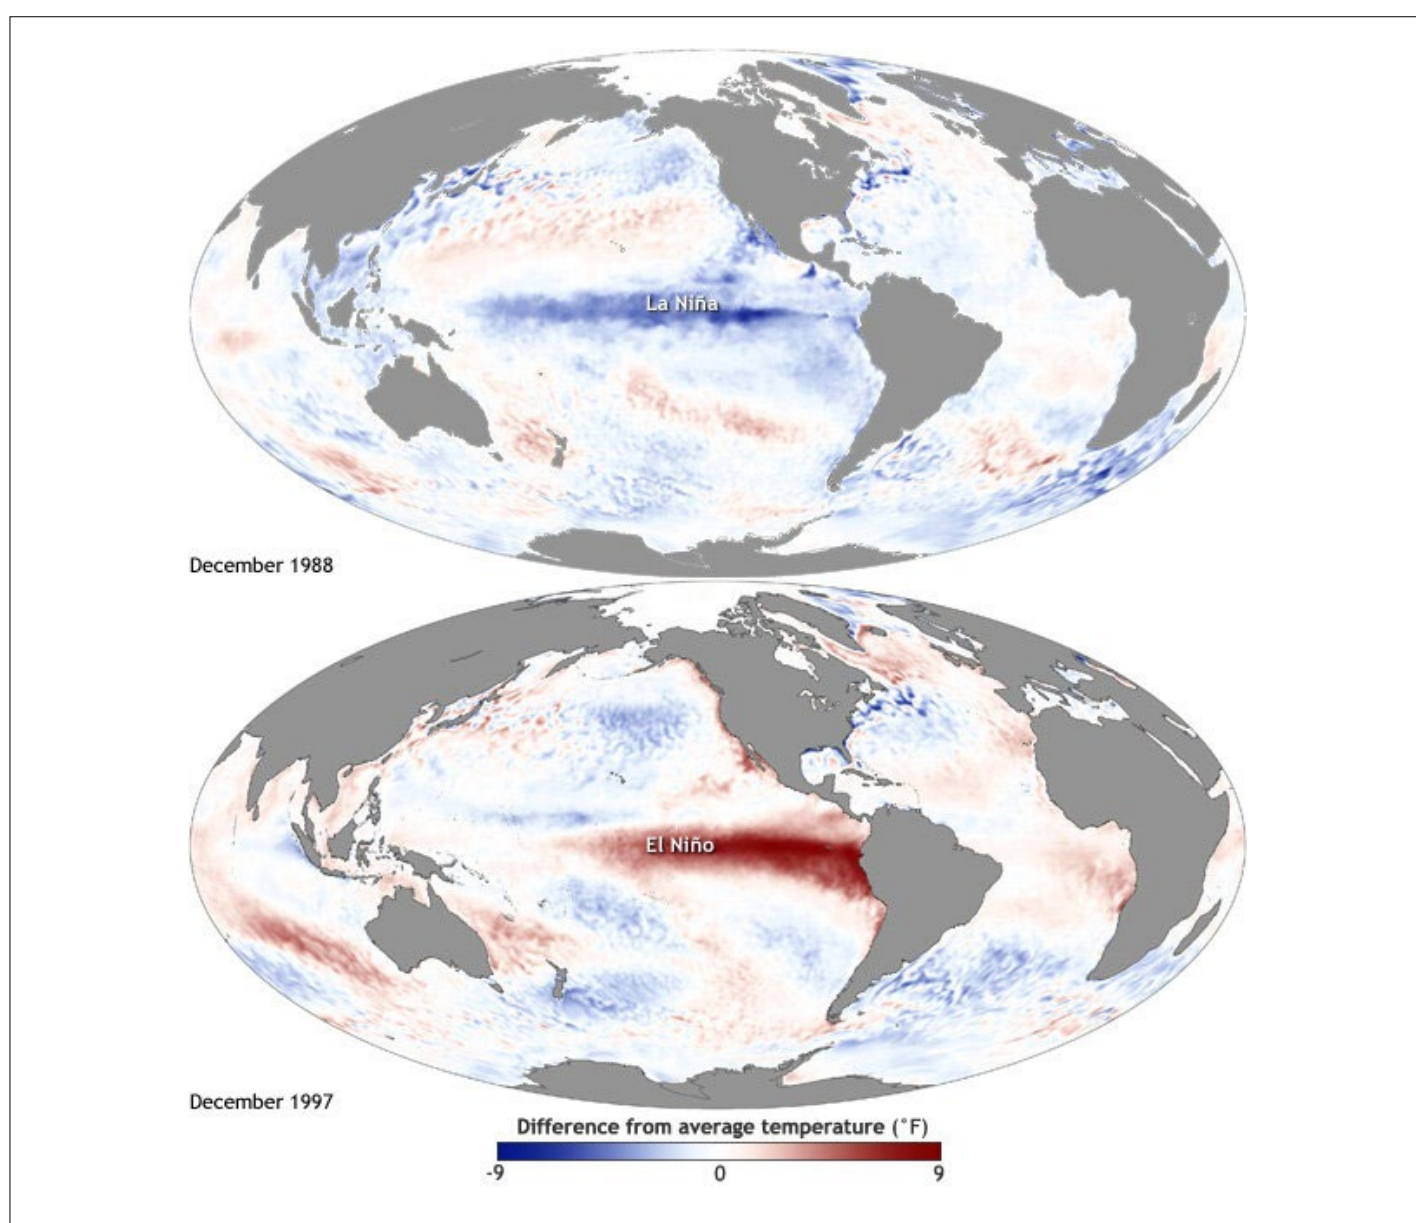 La Niña
December 1988
El Niño
December 1997
Difference from average temperature (°F)
-9 0 9